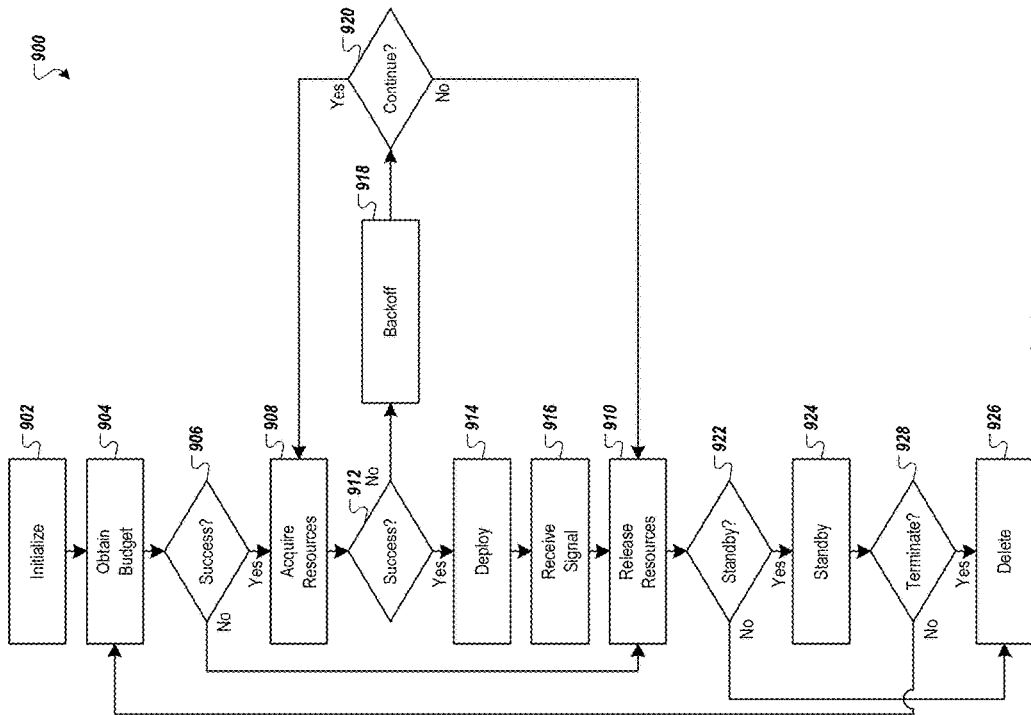 900
Initialize
902
Obtain
Budget
904
Success?
906
No
Yes
Acquire
Resources
908
Success?
912
No
Yes
Backoff
918
Continue?
920
Yes
No
Deploy
914
Receive
Signal
916
Release
Resources
910
Standby?
922
No
Yes
Standby
924
Terminate?
928
No
Yes
Delete
926